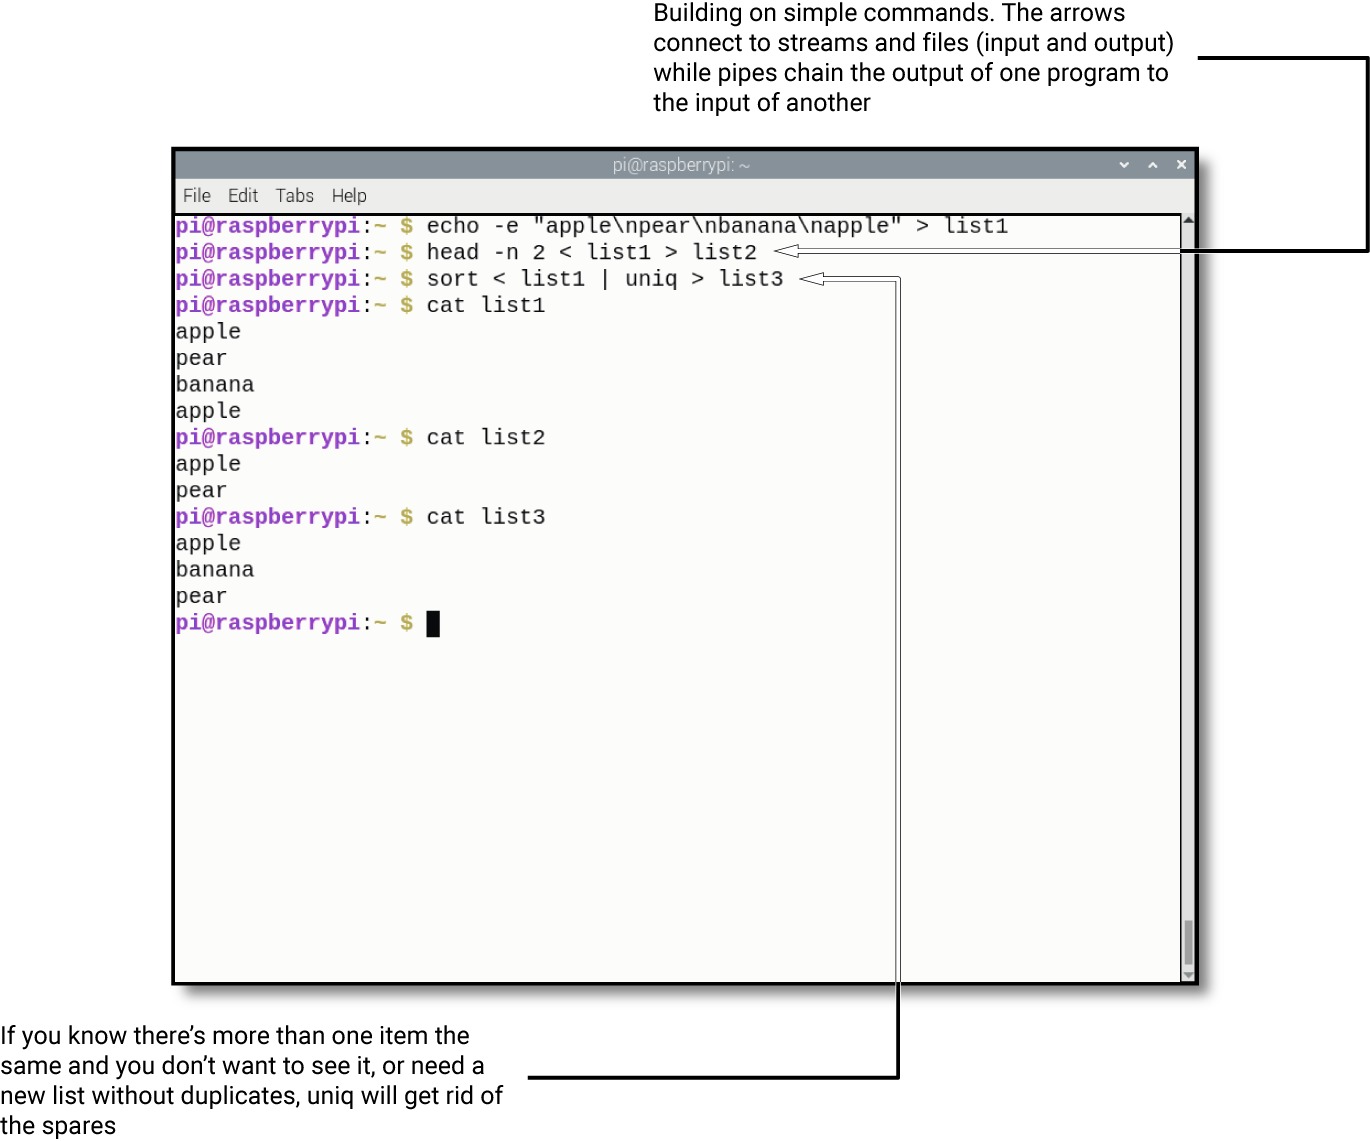 Building on simple commands. The arrows
connect to streams and files (input and output)
while pipes chain the output of one program to
the input of another
pi@raspberrypi: ~
File Edit Tabs Help
pi@raspberrypi:~ $ echo -e "apple\npear\nbanana\napple" > list1
pi@raspberrypi:~ $ head -n 2 < list1 > list2
pi@raspberrypi:~ $ sort < list1 | uniq > list3
pi@raspberrypi:~ $ cat list1
apple
pear
banana
apple
pi@raspberrypi:~ $ cat list2
apple
pear
pi@raspberrypi:~ $ cat list3
apple
banana
pear
pi@raspberrypi:~ $
If you know there’s more than one item the
same and you don’t want to see it, or need a
new list without duplicates, uniq will get rid of
the spares